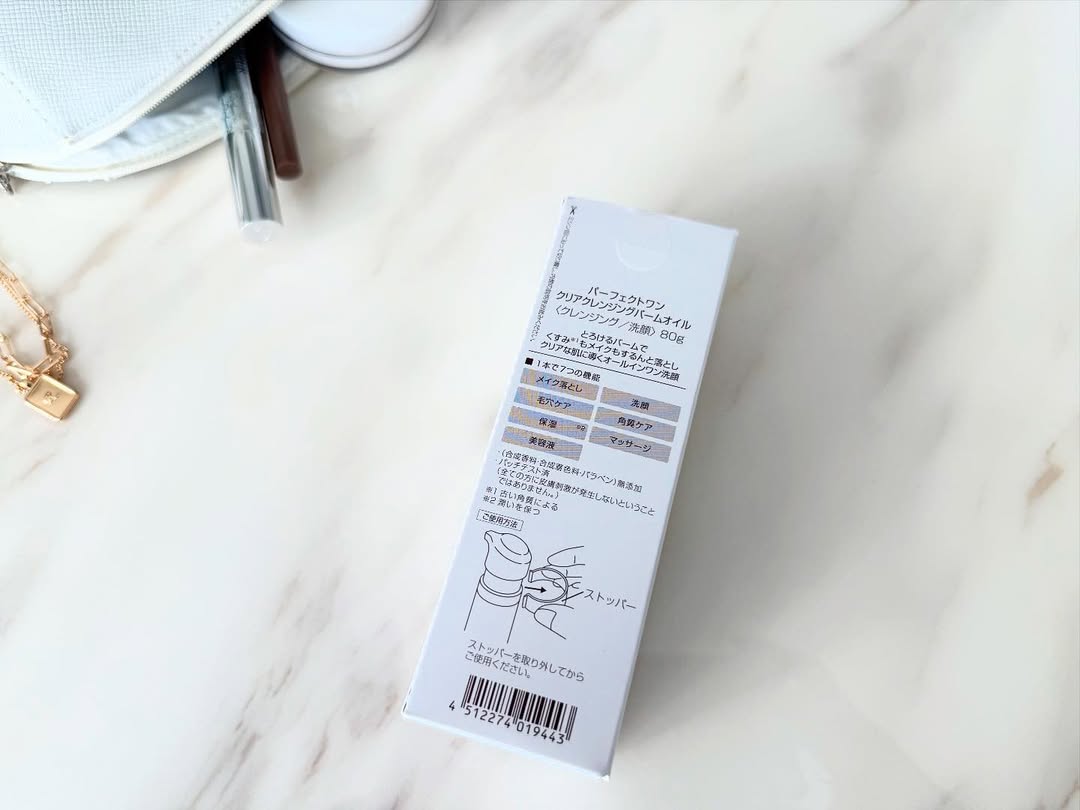 パーフェクトワン
クリアクレンジングバームオイル
〈クレンジング／洗顔〉80g
とろけるバームで
くすみ※1もメイクもするんと落とし
クリアな肌に導くオールインワン洗顔
■1本で7つの機能
メイク落とし 洗顔
毛穴ケア 角質ケア
保湿※2 マッサージ
美容液
・(合成香料・合成着色料・パラベン)無添加
・パッチテスト済
(全ての方に皮膚刺激が発生しないということ
ではありません。)
※1 古い角質による
※2 潤いを保つ
ご使用方法
ストッパー
ストッパーを取り外してから
ご使用ください。
4 512274 019443